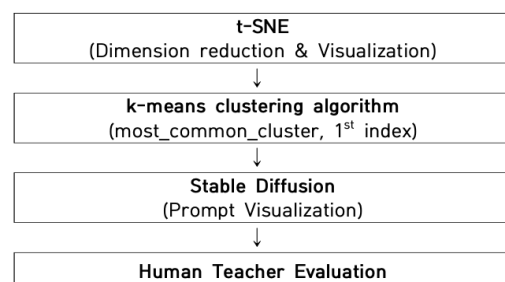 t-SNE
(Dimension reduction & Visualization)
↓
k-means clustering algorithm
(most_common_cluster, 1st index)
↓
Stable Diffusion
(Prompt Visualization)
↓
Human Teacher Evaluation